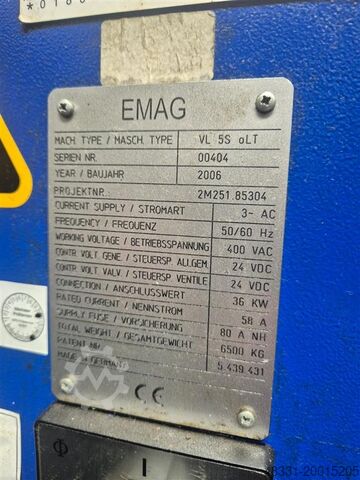 *0180
EMAG
MACH. TYPE / MASCH. TYPE VL 5S oLT
SERIEN NR. 00404
YEAR / BAUJAHR 2006
PROJEKTNR. 2M251.85304
CURRENT SUPPLY / STROMART 3~ AC
FREQUENCY / FREQUENZ 50/60 Hz
WORKING VOLTAGE / BETRIEBSSPANNUNG 400 VAC
CONTR VOLT GENE / STEUERSP. ALLGEM. 24 VDC
CONTR VOLT VALV / STEUERSP VENTILE 24 VDC
CONNECTION / ANSCHLUSSWERT 36 KW
RATED CURRENT / NENNSTROM 58 A
SUPPLY FUSE / VORSICHERUNG 80 A NH
TOTAL WEIGHT / GESAMTGEWICHT 6500 KG
PATENT NR. 5.439.431
MADE IN GERMANY
CE
I